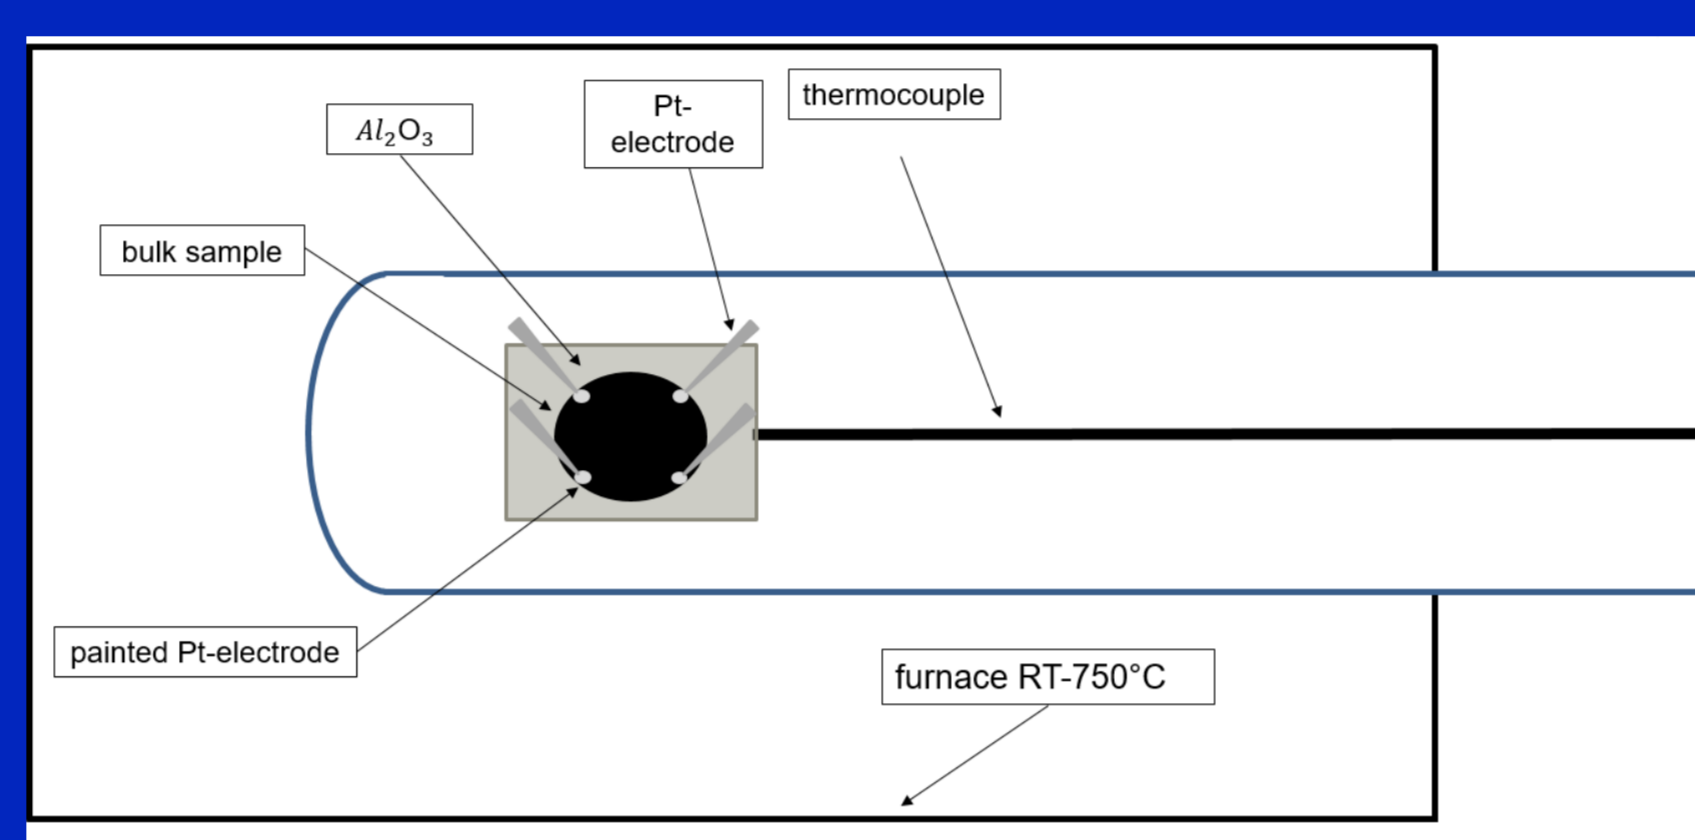 thermocouple
Pt-
electrode
Al₂O₃
bulk sample
painted Pt-electrode
furnace RT-750°C